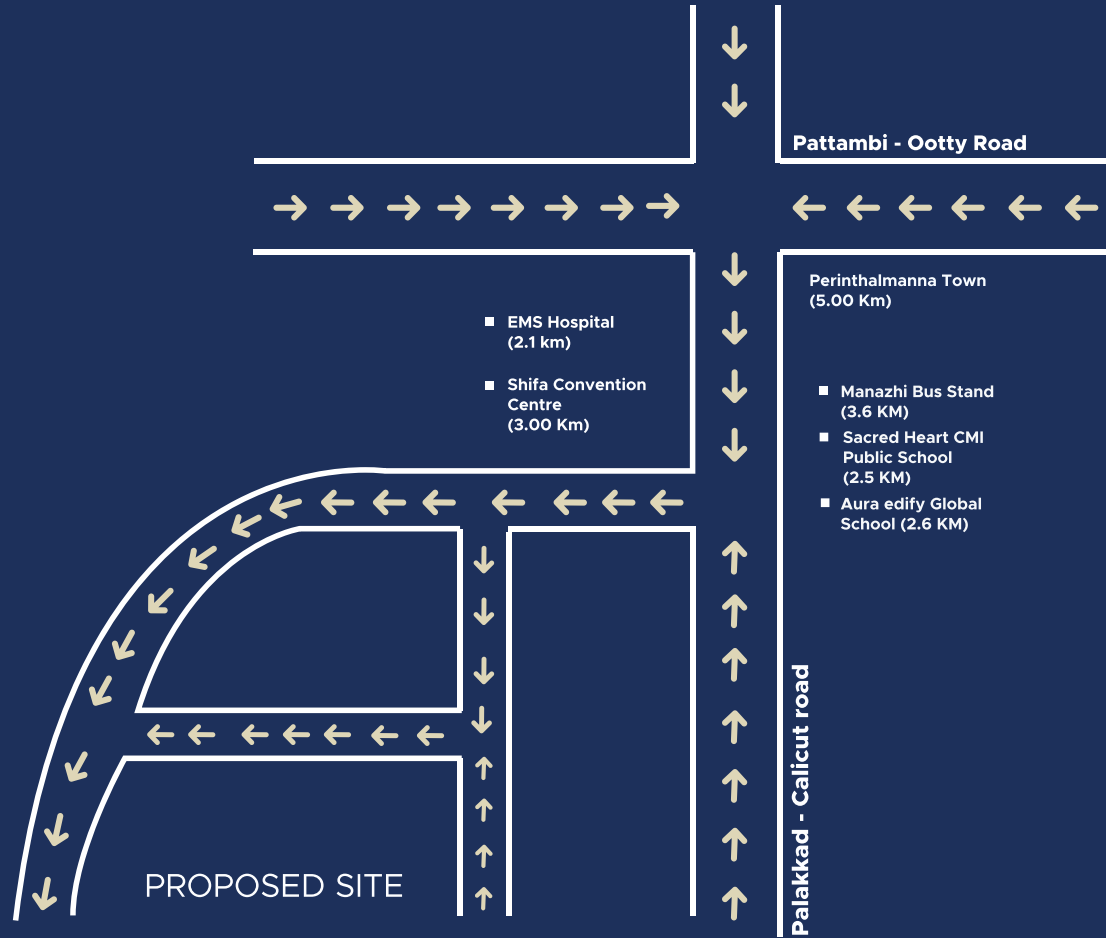 Pattambi - Ootty Road
Perinthalmanna Town
(5.00 Km)
EMS Hospital
(2.1 km)
Shifa Convention
Centre
(3.00 Km)
Manazhi Bus Stand
(3.6 KM)
Sacred Heart CMI
Public School
(2.5 KM)
Aura edify Global
School (2.6 KM)
Palakkad - Calicut road
PROPOSED SITE